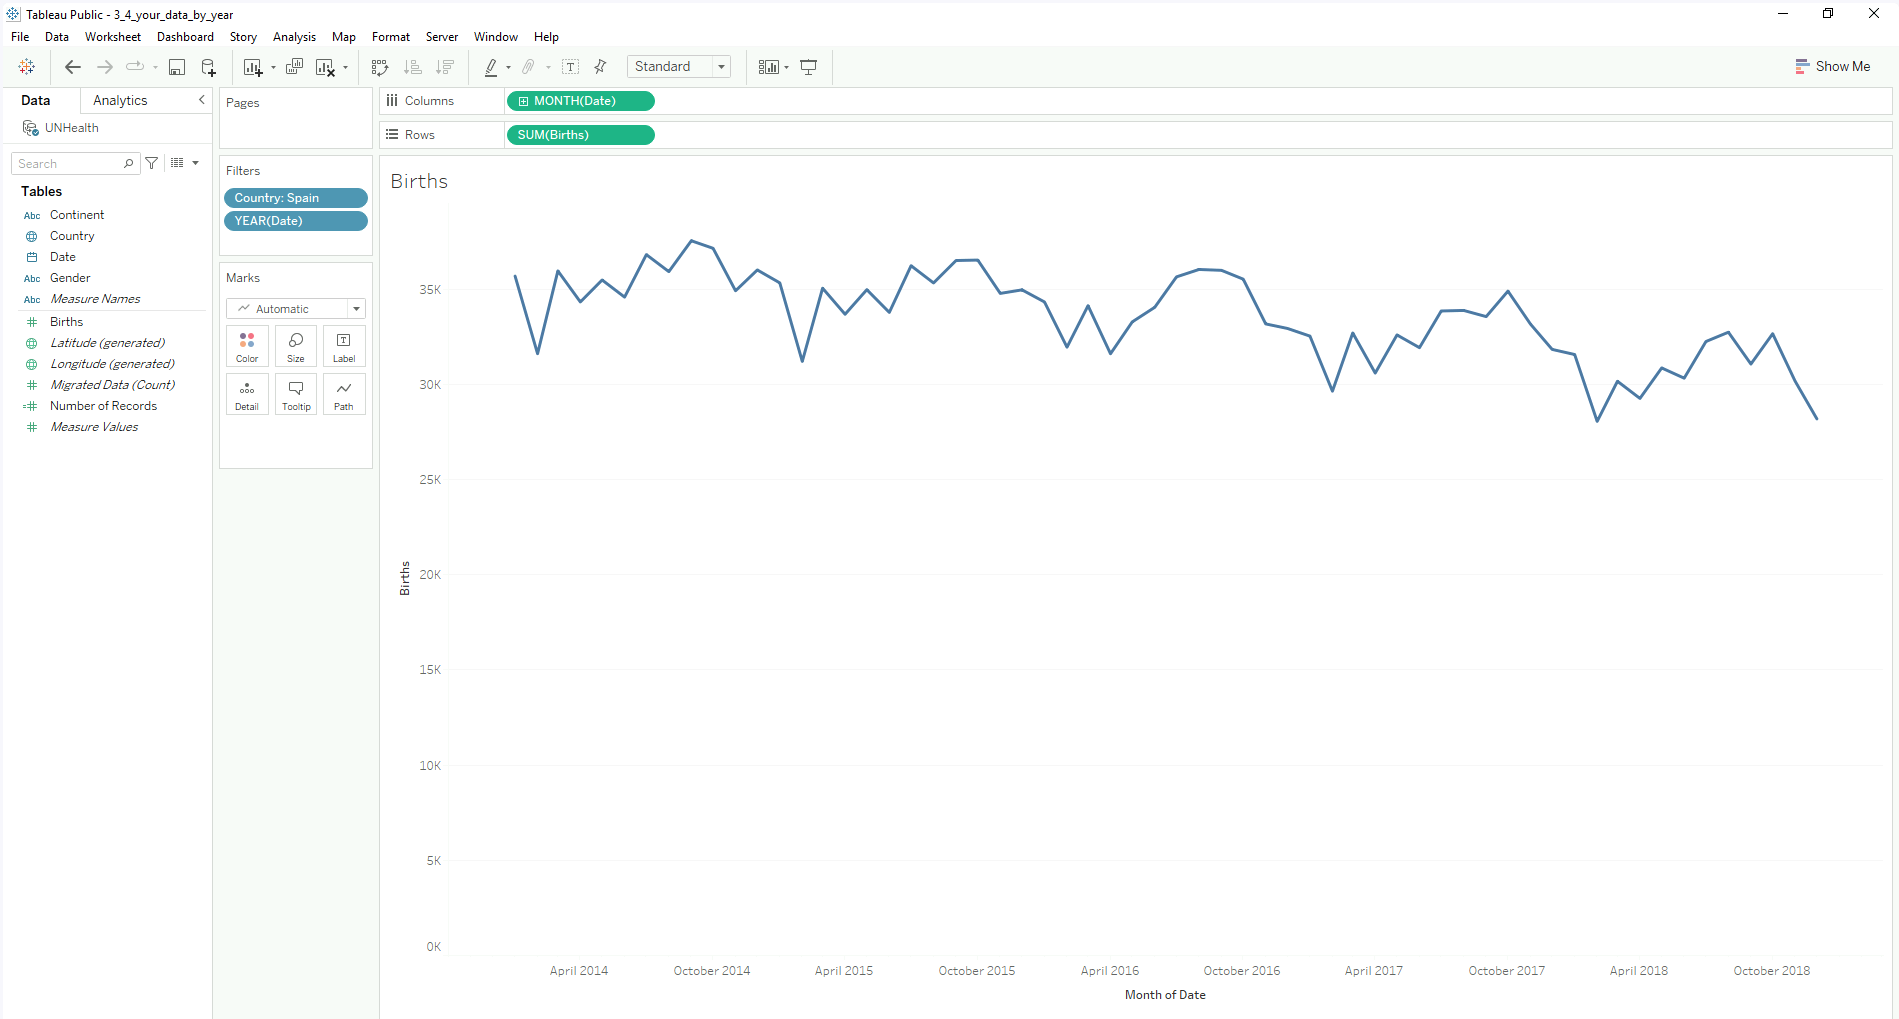 Tableau Public - 3_4_your_data_by_year
File Data Worksheet Dashboard Story Analysis Map Format Server Window Help
Standard
Show Me
Data Analytics
UNHealth
Search
Tables
Abc Continent
Country
Date
Abc Gender
Abc Measure Names
Births
Latitude (generated)
Longitude (generated)
Migrated Data (Count)
Number of Records
Measure Values
Pages
Filters
Country: Spain
YEAR(Date)
Marks
Automatic
Color Size Label
Detail Tooltip Path
Columns MONTH(Date)
Rows SUM(Births)
Births
35K
30K
25K
20K
15K
10K
5K
0K
Births
April 2014 October 2014 April 2015 October 2015 April 2016 October 2016 April 2017 October 2017 April 2018 October 2018
Month of Date